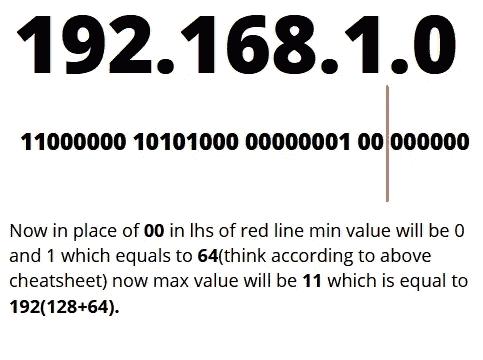 192.168.1.0
11000000 10101000 00000001 00 000000
Now in place of 00 in lhs of red line min value will be 0
and 1 which equals to 64(think according to above
cheatsheet) now max value will be 11 which is equal to
192(128+64).